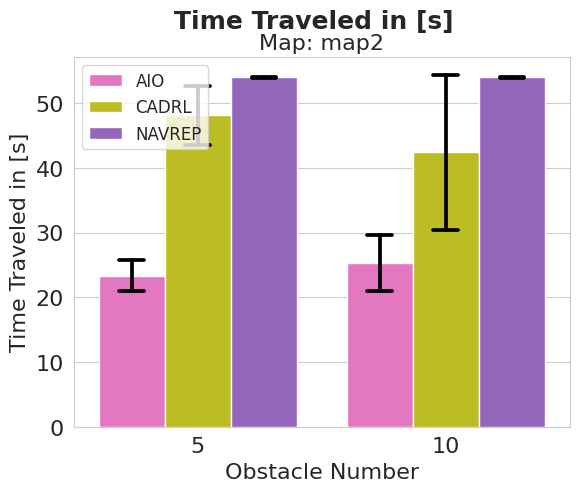 Time Traveled in [s]
Map: map2
AIO
CADRL
NAVREP
Time Traveled in [s]
50
40
30
20
10
0
5
10
Obstacle Number